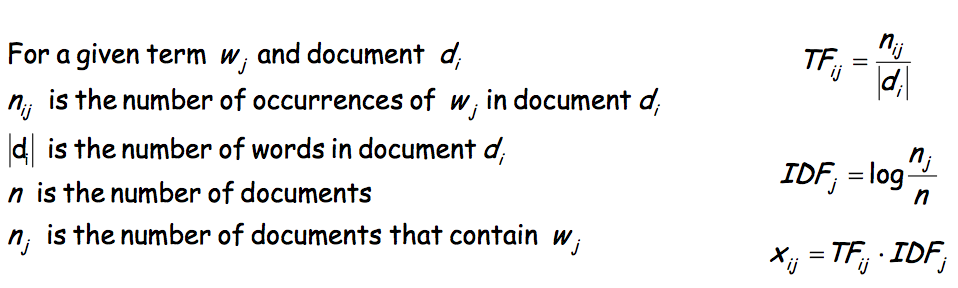 For a given term w_j and document d_i
n_ij is the number of occurrences of w_j in document d_i
|d_i| is the number of words in document d_i
n is the number of documents
n_j is the number of documents that contain w_j
TF_ij = n_ij / |d_i|
IDF_j = log n_j / n
x_ij = TF_ij · IDF_j